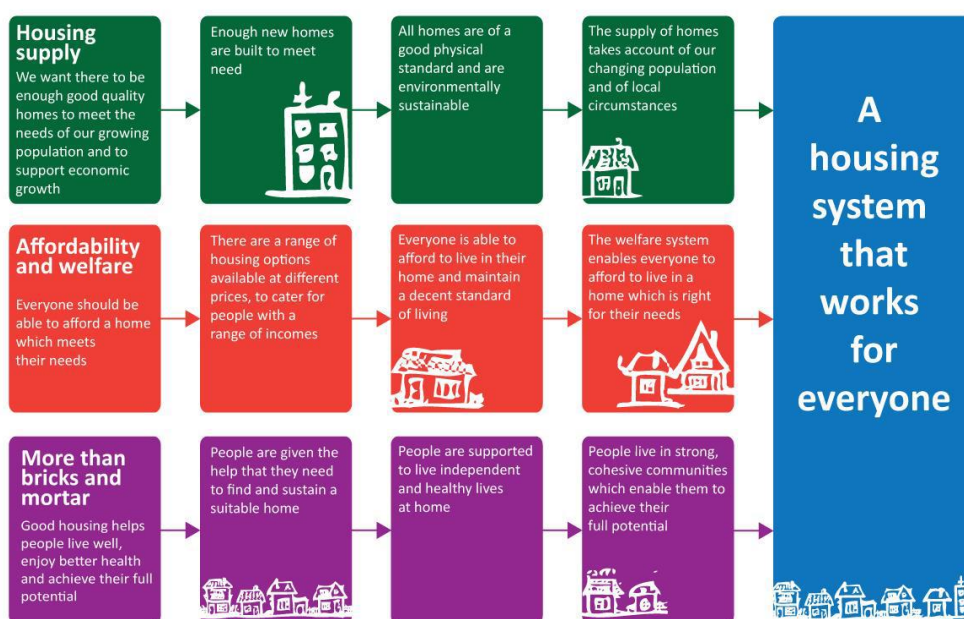 Housing
supply
We want there to be
enough good quality
homes to meet the
needs of our growing
population and to
support economic
growth
Enough new homes
are built to meet
need
All homes are of a
good physical
standard and are
environmentally
sustainable
The supply of homes
takes account of our
changing population
and of local
circumstances
Affordability
and welfare
Everyone should be
able to afford a home
which meets
their needs
There are a range of
housing options
available at different
prices, to cater for
people with a
range of incomes
Everyone is able to
afford to live in their
home and maintain
a decent standard
of living
The welfare system
enables everyone to
afford to live in a
home which is right
for their needs
More than
bricks and
mortar
Good housing helps
people live well,
enjoy better health
and achieve their full
potential
People are given the
help that they need
to find and sustain a
suitable home
People are supported
to live independent
and healthy lives
at home
People live in strong,
cohesive communities
which enable them to
achieve their
full potential
A
housing
system
that
works
for
everyone